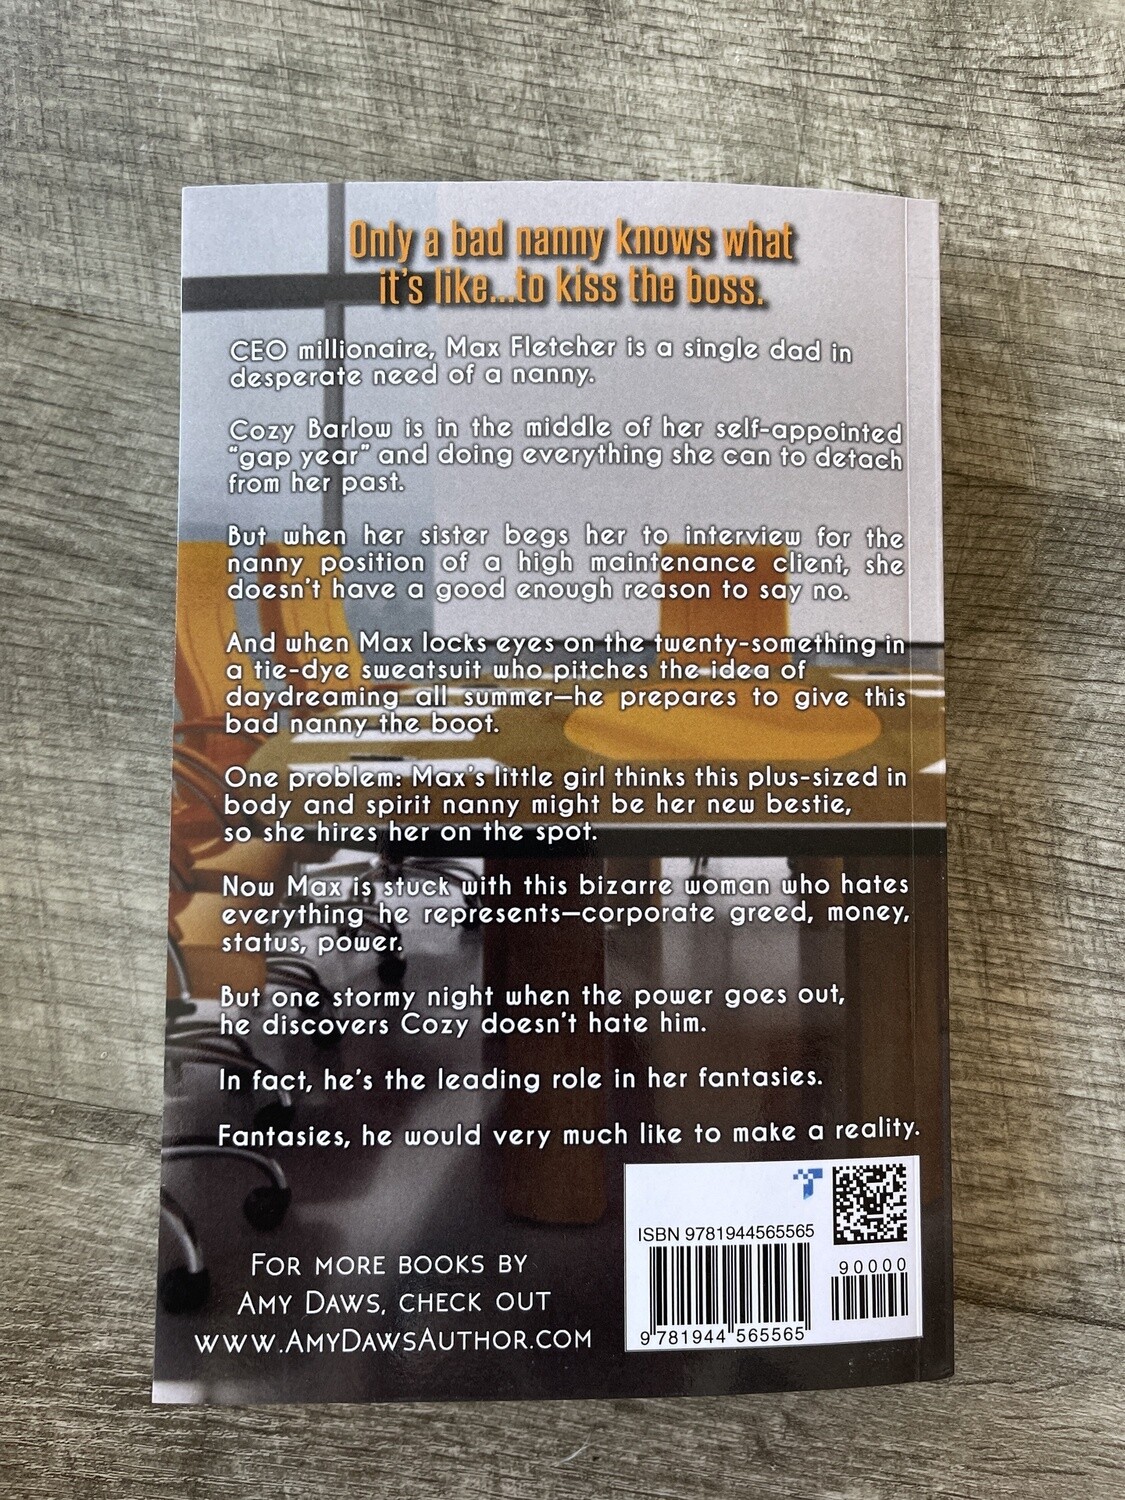 Only a bad nanny knows what
it's like...to kiss the boss.
CEO millionaire, Max Fletcher is a single dad in
desperate need of a nanny.
Cozy Barlow is in the middle of her self-appointed
"gap year" and doing everything she can to detach
from her past.
But when her sister begs her to interview for the
nanny position of a high maintenance client, she
doesn't have a good enough reason to say no.
And when Max locks eyes on the twenty-something in
a tie-dye sweatsuit who pitches the idea of
daydreaming all summer—he prepares to give this
bad nanny the boot.
One problem: Max's little girl thinks this plus-sized in
body and spirit nanny might be her new bestie,
so she hires her on the spot.
Now Max is stuck with this bizarre woman who hates
everything he represents—corporate greed, money,
status, power.
But one stormy night when the power goes out,
he discovers Cozy doesn't hate him.
In fact, he's the leading role in her fantasies.
Fantasies, he would very much like to make a reality.
FOR MORE BOOKS BY
AMY DAWS, CHECK OUT
WWW.AMYDAWSAUTHOR.COM
ISBN 9781944565565
90000
9 781944 565565